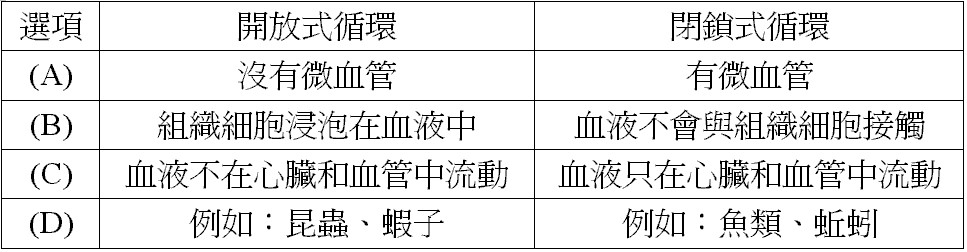 選項 開放式循環 閉鎖式循環
(A) 沒有微血管 有微血管
(B) 組織細胞浸泡在血液中 血液不會與組織細胞接觸
(C) 血液不在心臟和血管中流動 血液只在心臟和血管中流動
(D) 例如：昆蟲、蝦子 例如：魚類、蚯蚓